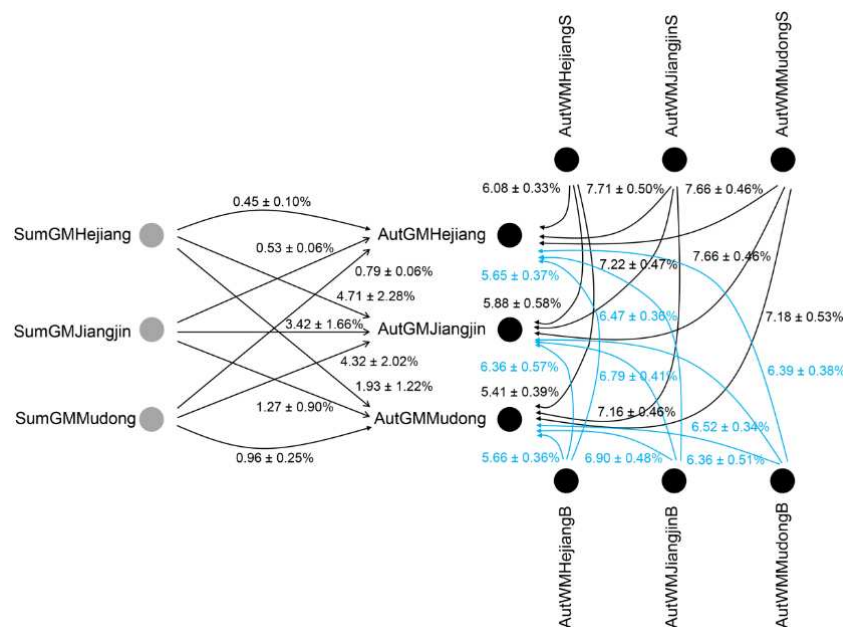 AutWMHejiangS
AutWMJiangjinS
AutWMMudongS
6.08 ± 0.33%
7.71 ± 0.50%
7.66 ± 0.46%
0.45 ± 0.10%
SumGMHejiang
AutGMHejiang
0.53 ± 0.06%
0.79 ± 0.06%
7.22 ± 0.47%
7.66 ± 0.46%
5.65 ± 0.37%
4.71 ± 2.28%
5.88 ± 0.58%
6.47 ± 0.36%
7.18 ± 0.53%
SumGMJiangjin
3.42 ± 1.66%
AutGMJiangjin
4.32 ± 2.02%
6.36 ± 0.57%
6.79 ± 0.41%
6.39 ± 0.38%
1.93 ± 1.22%
5.41 ± 0.39%
1.27 ± 0.90%
SumGMMudong
AutGMMudong
7.16 ± 0.46%
6.52 ± 0.34%
0.96 ± 0.25%
5.66 ± 0.36%
6.90 ± 0.48%
6.36 ± 0.51%
AutWMHejiangB
AutWMJiangjinB
AutWMMudongB